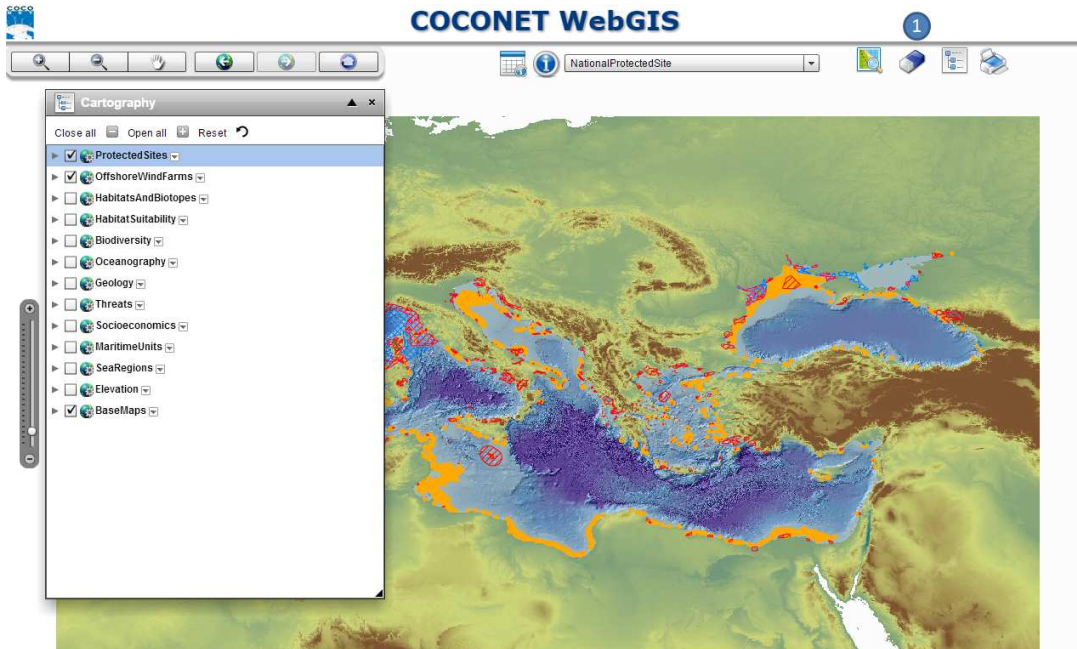 COCO
COCONET WebGIS
1
NationalProtectedSite
Cartography
Close all Open all Reset
ProtectedSites
OffshoreWindFarms
HabitatsAndBiotopes
HabitatSuitability
Biodiversity
Oceanography
Geology
Threats
Socioeconomics
MaritimeUnits
SeaRegions
Elevation
BaseMaps